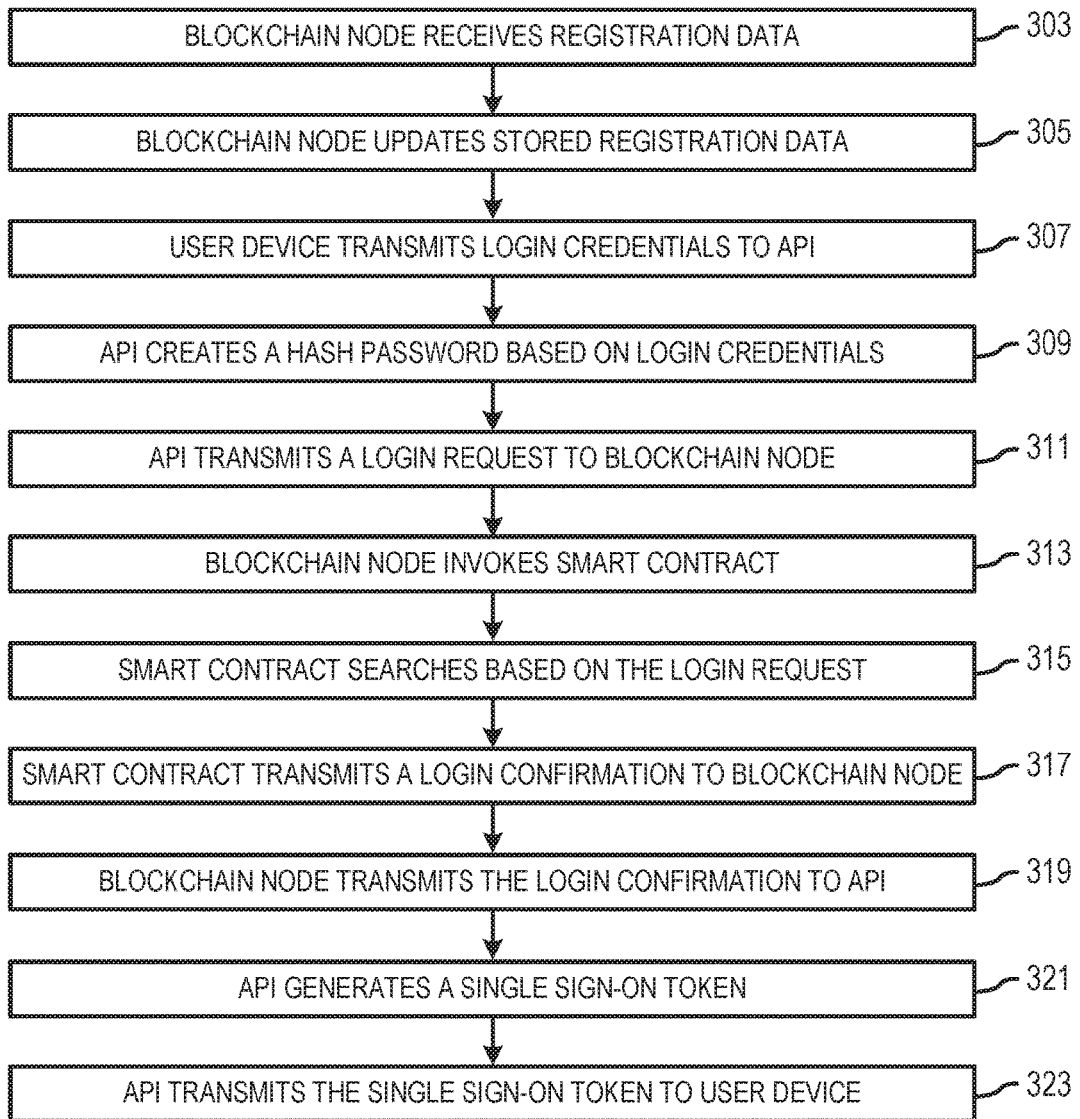 BLOCKCHAIN NODE RECEIVES REGISTRATION DATA 303
BLOCKCHAIN NODE UPDATES STORED REGISTRATION DATA 305
USER DEVICE TRANSMITS LOGIN CREDENTIALS TO API 307
API CREATES A HASH PASSWORD BASED ON LOGIN CREDENTIALS 309
API TRANSMITS A LOGIN REQUEST TO BLOCKCHAIN NODE 311
BLOCKCHAIN NODE INVOKES SMART CONTRACT 313
SMART CONTRACT SEARCHES BASED ON THE LOGIN REQUEST 315
SMART CONTRACT TRANSMITS A LOGIN CONFIRMATION TO BLOCKCHAIN NODE 317
BLOCKCHAIN NODE TRANSMITS THE LOGIN CONFIRMATION TO API 319
API GENERATES A SINGLE SIGN-ON TOKEN 321
API TRANSMITS THE SINGLE SIGN-ON TOKEN TO USER DEVICE 323